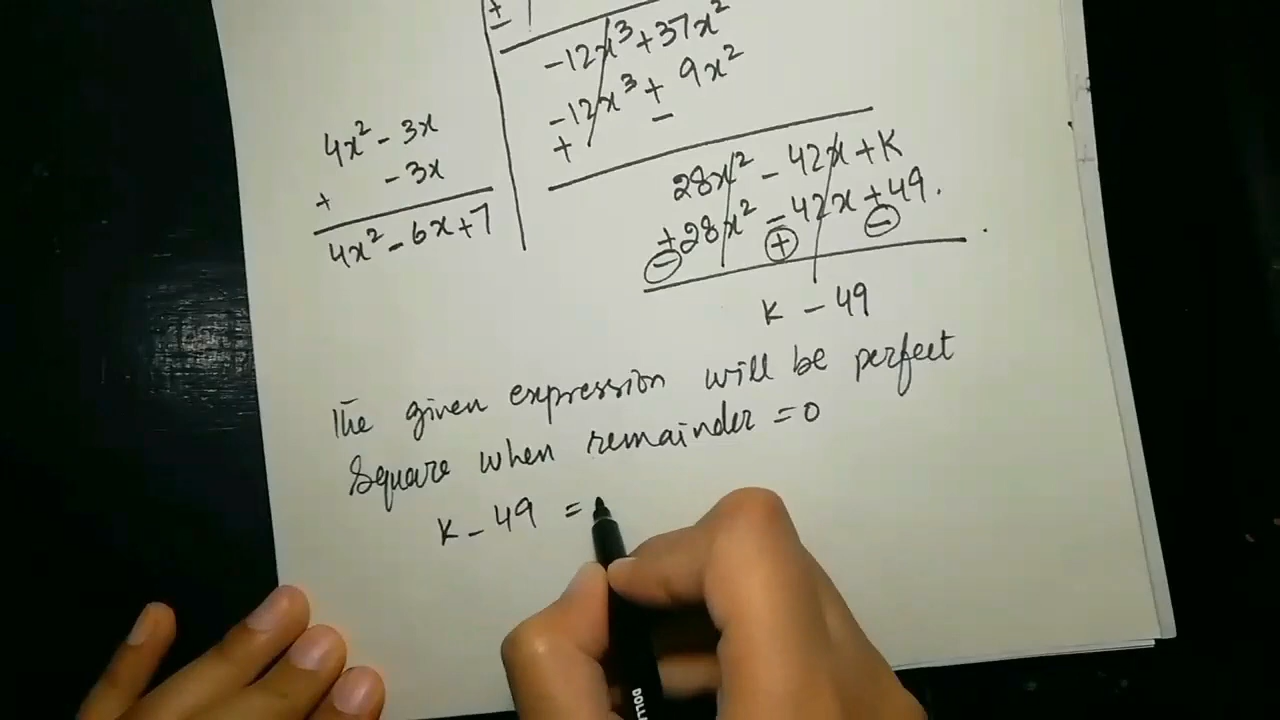 -12x³+37x²
-12x³+ 9x²
+ -
4x² - 3x
- 3x
+
4x² - 6x+7
28x² - 42x+K
+28x² - 42x+49.
- + -
K - 49
The given expression will be perfect
Square when remainder = 0
K - 49 =
DOLL